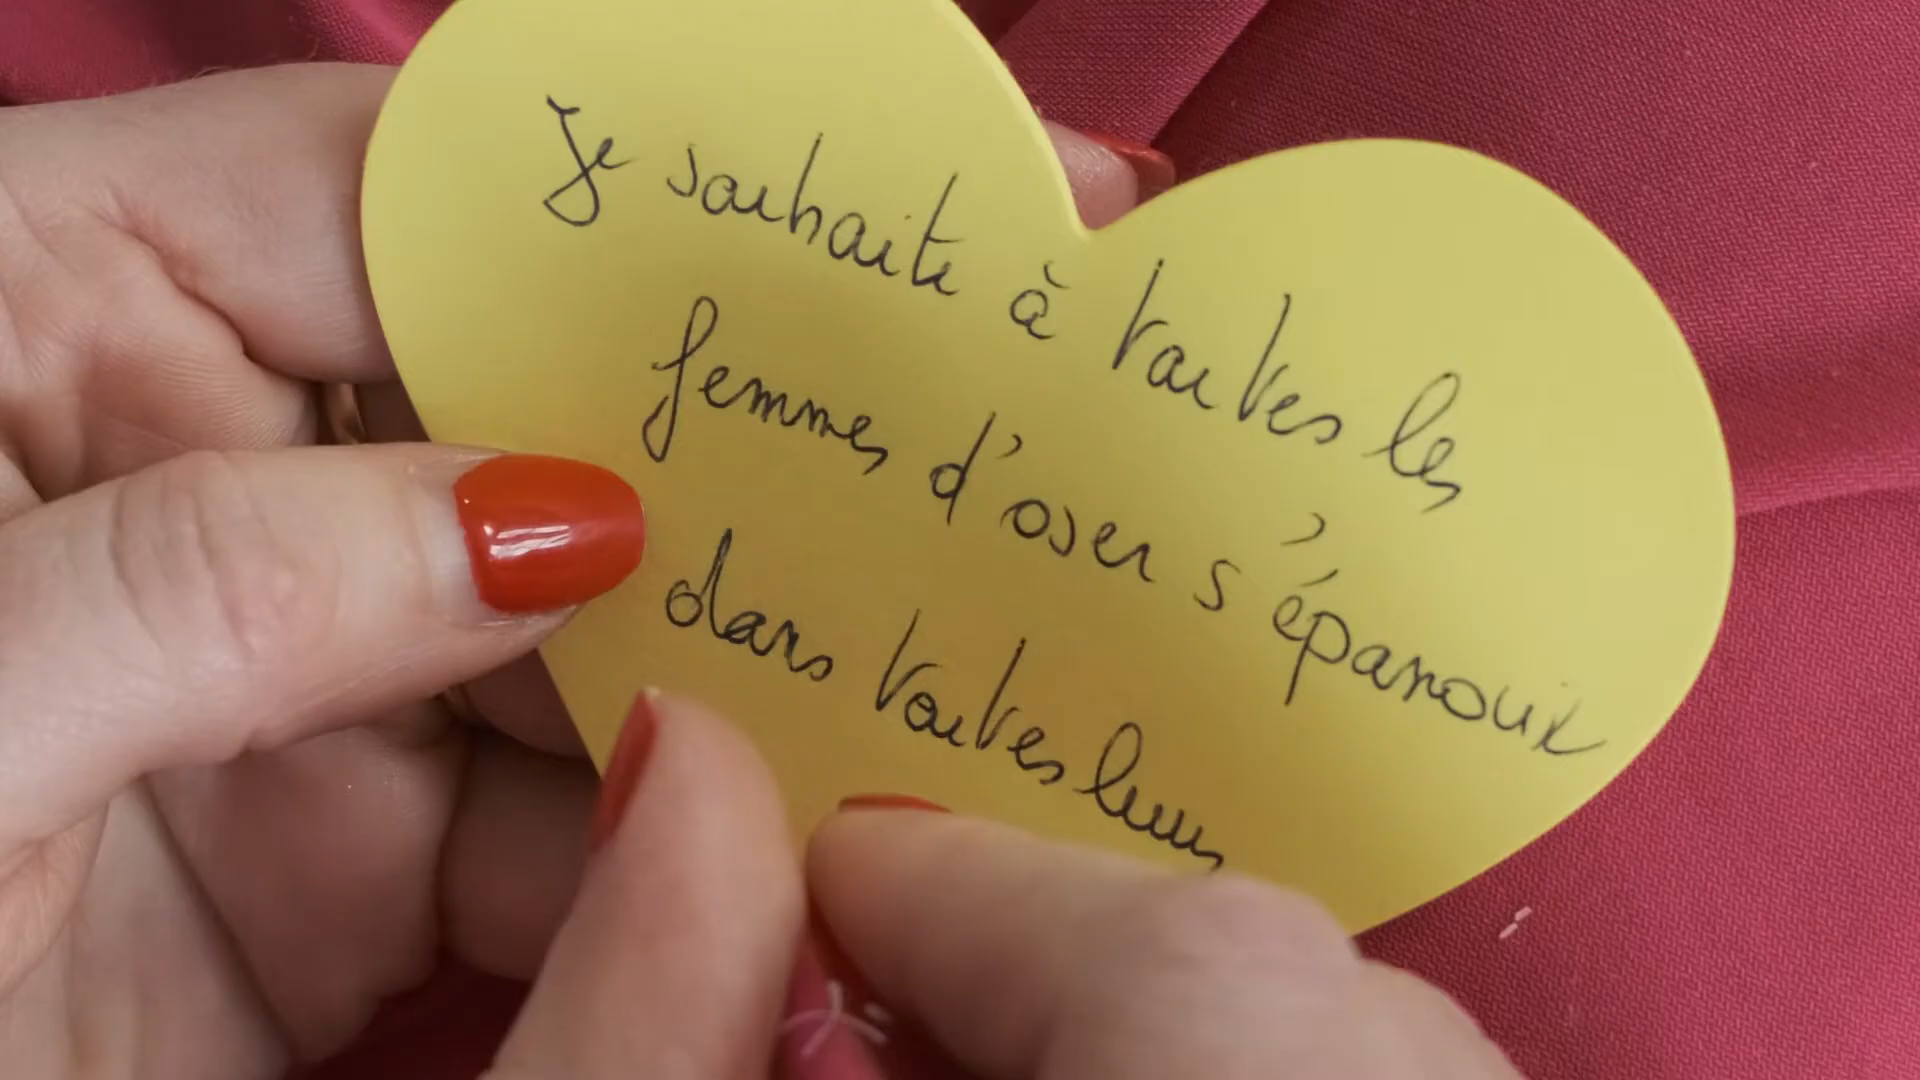 Je souhaite à toutes les
femmes d'oser s'épanouir
dans toutes leurs